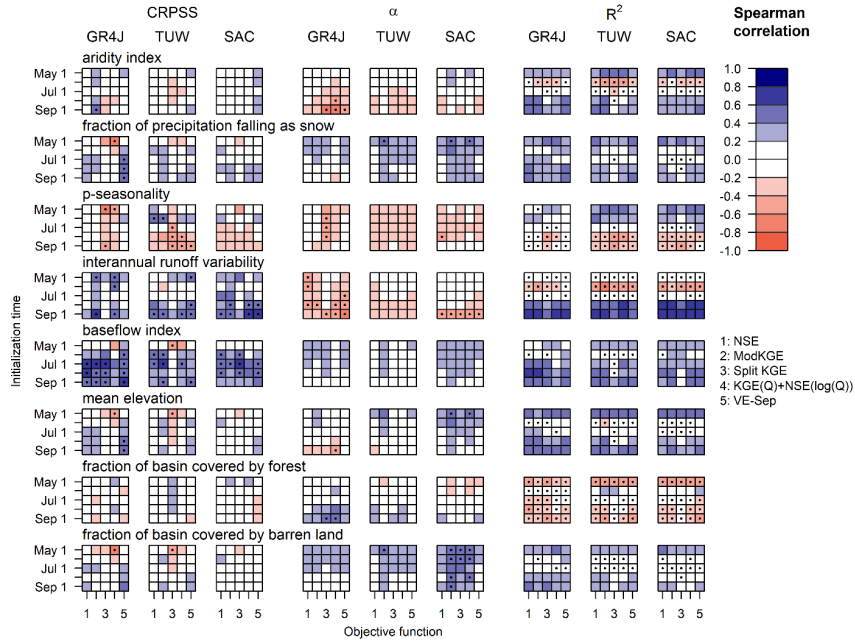 CRPSS α R² Spearman correlation
GR4J TUW SAC GR4J TUW SAC GR4J TUW SAC
aridity index
May 1
Jul 1
Sep 1
fraction of precipitation falling as snow
May 1
Jul 1
Sep 1
p-seasonality
May 1
Jul 1
Sep 1
interannual runoff variability
May 1
Jul 1
Sep 1
baseflow index
May 1
Jul 1
Sep 1
mean elevation
May 1
Jul 1
Sep 1
fraction of basin covered by forest
May 1
Jul 1
Sep 1
fraction of basin covered by barren land
May 1
Jul 1
Sep 1
1 3 5 1 3 5 1 3 5 1 3 5 1 3 5 1 3 5 1 3 5 1 3 5 1 3 5
Objective function
Initialization time
1.0
0.8
0.6
0.4
0.2
0.0
-0.2
-0.4
-0.6
-0.8
-1.0
1: NSE
2: ModKGE
3: Split KGE
4: KGE(Q)+NSE(log(Q))
5: VE-Sep